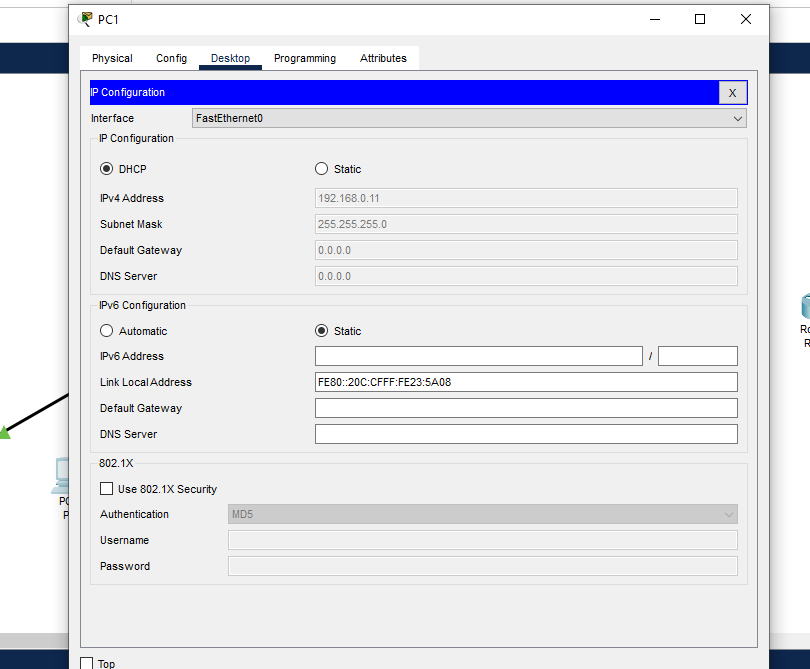 PC1
Physical Config Desktop Programming Attributes
IP Configuration X
Interface FastEthernet0
IP Configuration
DHCP Static
IPv4 Address 192.168.0.11
Subnet Mask 255.255.255.0
Default Gateway 0.0.0.0
DNS Server 0.0.0.0
IPv6 Configuration
Automatic Static
IPv6 Address /
Link Local Address FE80::20C:CFFF:FE23:5A08
Default Gateway
DNS Server
802.1X
Use 802.1X Security
Authentication MD5
Username
Password
Top